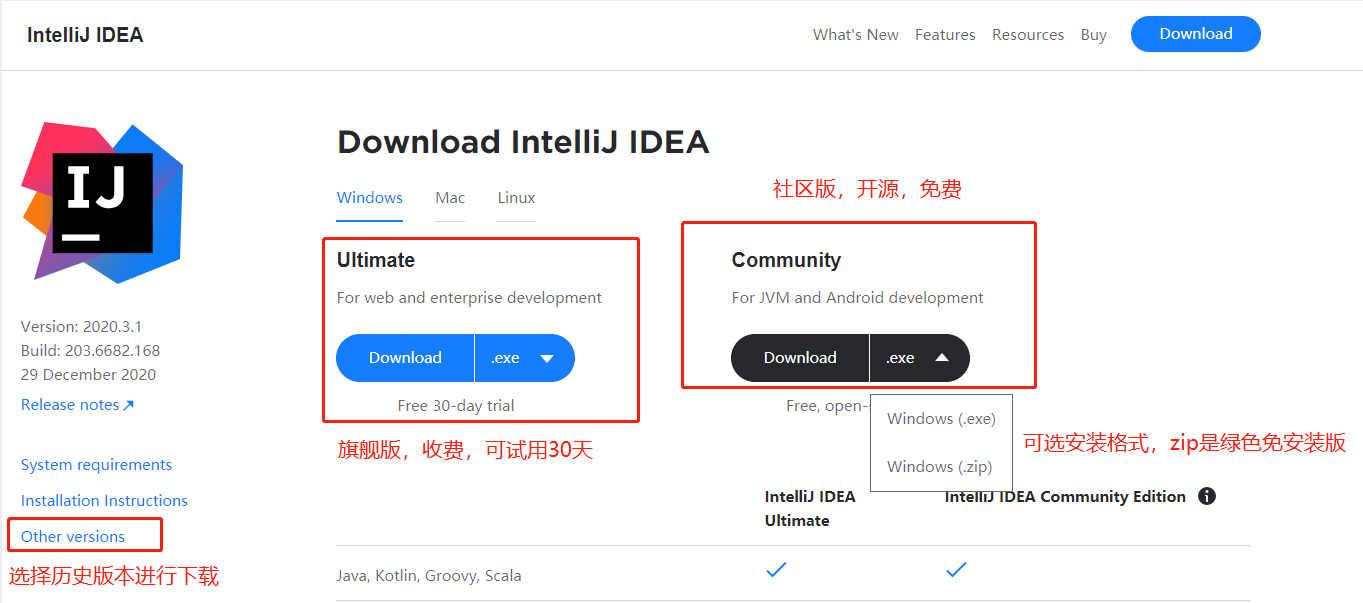 IntelliJ IDEA
What's New Features Resources Buy Download
IJ
Download IntelliJ IDEA
Windows Mac Linux
社区版，开源，免费
Ultimate
For web and enterprise development
Download .exe
Free 30-day trial
旗舰版，收费，可试用30天
Community
For JVM and Android development
Download .exe
Free, open-s
Windows (.exe)
Windows (.zip)
可选安装格式，zip是绿色免安装版
Version: 2020.3.1
Build: 203.6682.168
29 December 2020
Release notes↗
System requirements
Installation Instructions
Other versions
选择历史版本进行下载
IntelliJ IDEA
Ultimate
IntelliJ IDEA Community Edition
Java, Kotlin, Groovy, Scala